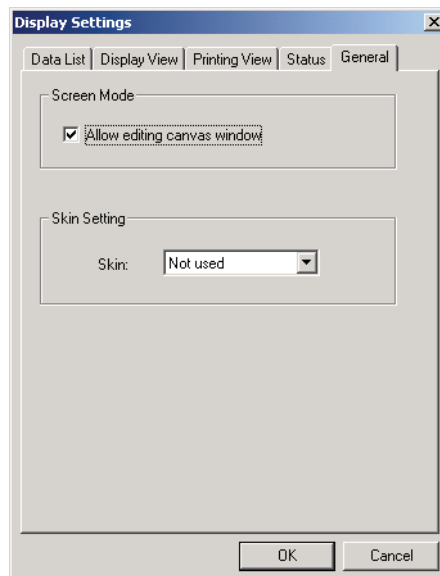 Display Settings
Data List Display View Printing View Status General
Screen Mode
Allow editing canvas window
Skin Setting
Skin: Not used
OK Cancel